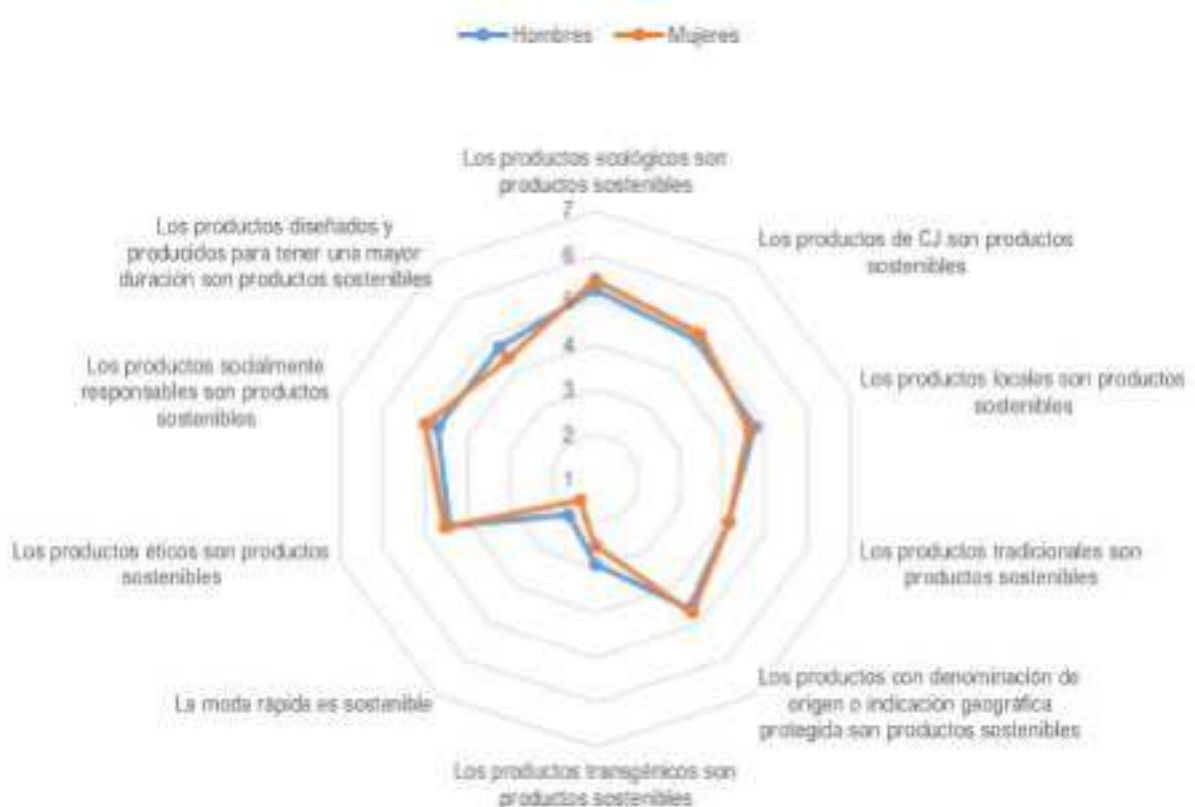 Hombres Mujeres
Los productos ecológicos son
productos sostenibles
Los productos de CJ son productos
sostenibles
Los productos locales son productos
sostenibles
Los productos tradicionales son
productos sostenibles
Los productos con denominación de
origen o indicación geográfica
protegida son productos sostenibles
Los productos transgénicos son
productos sostenibles
La moda rápida es sostenible
Los productos éticos son productos
sostenibles
Los productos socialmente
responsables son productos
sostenibles
Los productos diseñados y
producidos para tener una mayor
duración son productos sostenibles
7
6
5
4
3
2
1